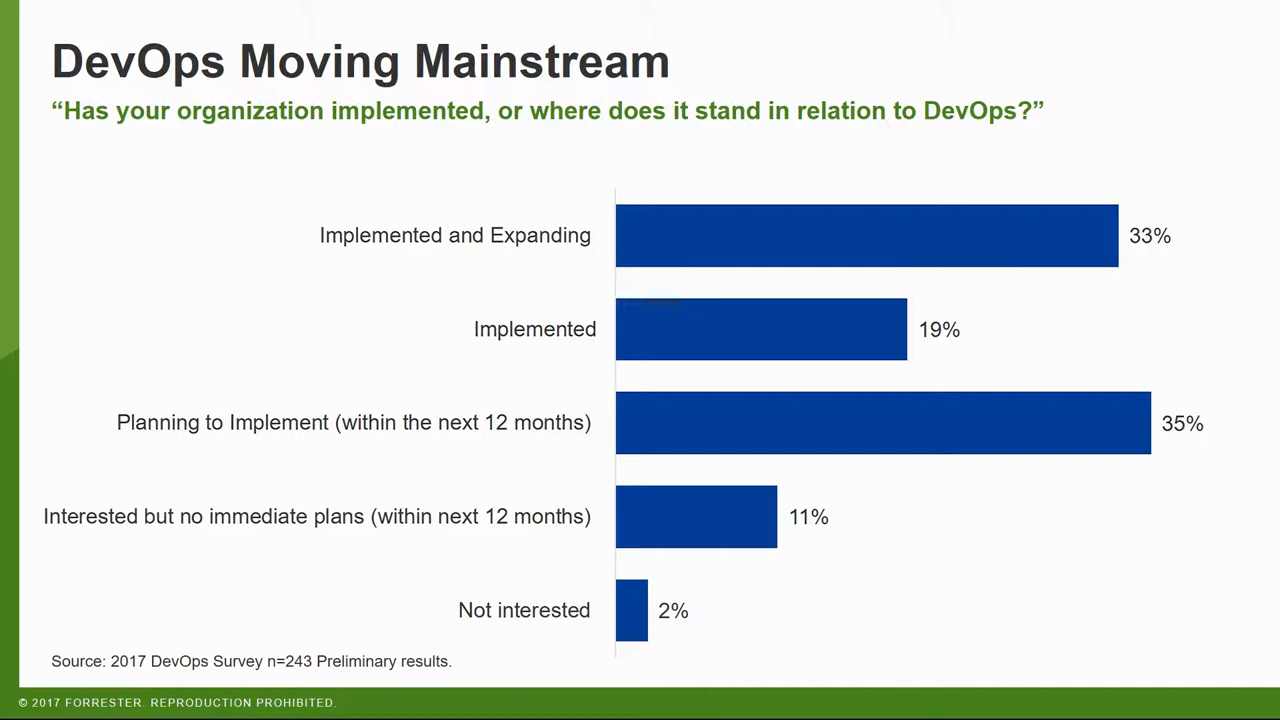 DevOps Moving Mainstream
“Has your organization implemented, or where does it stand in relation to DevOps?”
Implemented and Expanding 33%
Implemented 19%
Planning to Implement (within the next 12 months) 35%
Interested but no immediate plans (within next 12 months) 11%
Not interested 2%
Source: 2017 DevOps Survey n=243 Preliminary results.
© 2017 FORRESTER. REPRODUCTION PROHIBITED.